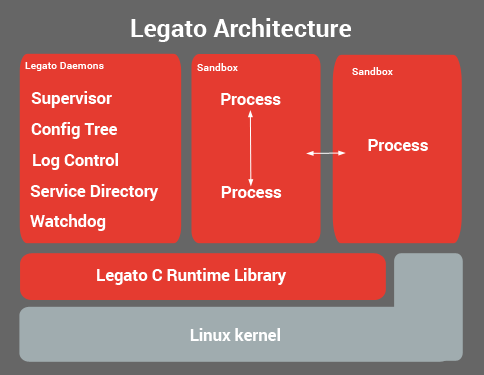 Legato Architecture
Legato Daemons
Supervisor
Config Tree
Log Control
Service Directory
Watchdog
Sandbox
Process
Process
Sandbox
Process
Legato C Runtime Library
Linux kernel